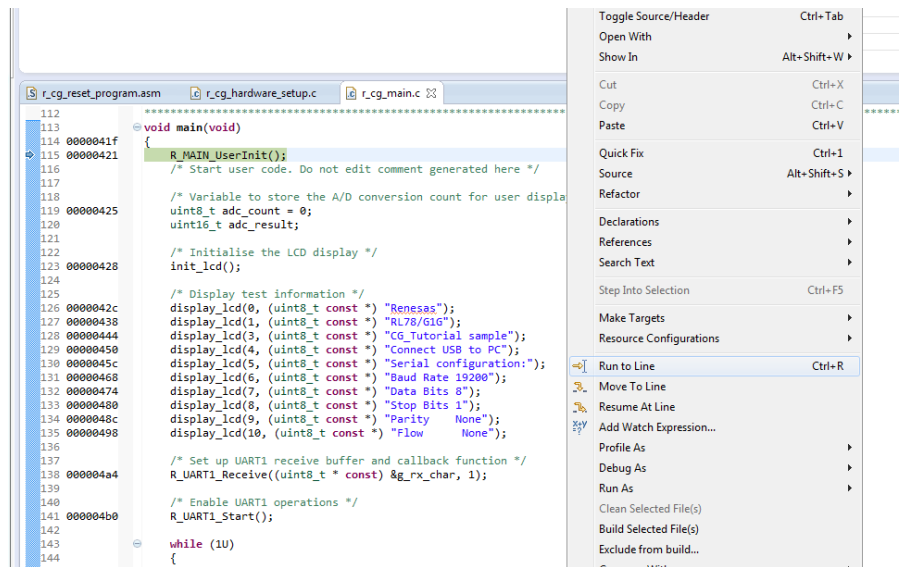 Toggle Source/Header Ctrl+Tab
Open With
Show In Alt+Shift+W
Cut Ctrl+X
Copy Ctrl+C
Paste Ctrl+V
Quick Fix Ctrl+1
Source Alt+Shift+S
Refactor
Declarations
References
Search Text
Step Into Selection Ctrl+F5
Make Targets
Resource Configurations
Run to Line Ctrl+R
Move To Line
Resume At Line
Add Watch Expression...
Profile As
Debug As
Run As
Clean Selected File(s)
Build Selected File(s)
Exclude from build...
r_cg_reset_program.asm r_cg_hardware_setup.c r_cg_main.c
112 ****************************************************************
113 void main(void)
114 0000041f {
115 00000421 R_MAIN_UserInit();
116 /* Start user code. Do not edit comment generated here */
117
118 /* Variable to store the A/D conversion count for user displa
119 00000425 uint8_t adc_count = 0;
120 uint16_t adc_result;
121
122 /* Initialise the LCD display */
123 00000428 init_lcd();
124
125 /* Display test information */
126 0000042c display_lcd(0, (uint8_t const *) "Renesas");
127 00000438 display_lcd(1, (uint8_t const *) "RL78/G1G");
128 00000444 display_lcd(3, (uint8_t const *) "CG_Tutorial sample");
129 00000450 display_lcd(4, (uint8_t const *) "Connect USB to PC");
130 0000045c display_lcd(5, (uint8_t const *) "Serial configuration:");
131 00000468 display_lcd(6, (uint8_t const *) "Baud Rate 19200");
132 00000474 display_lcd(7, (uint8_t const *) "Data Bits 8");
133 00000480 display_lcd(8, (uint8_t const *) "Stop Bits 1");
134 0000048c display_lcd(9, (uint8_t const *) "Parity    None");
135 00000498 display_lcd(10, (uint8_t const *) "Flow      None");
136
137 /* Set up UART1 receive buffer and callback function */
138 000004a4 R_UART1_Receive((uint8_t * const) &g_rx_char, 1);
139
140 /* Enable UART1 operations */
141 000004b0 R_UART1_Start();
142
143 while (1U)
144 {